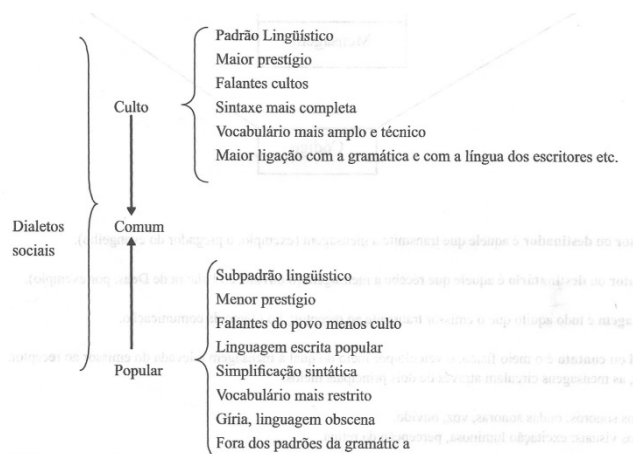 Padrão Lingüístico
Maior prestígio
Falantes cultos
Culto
Sintaxe mais completa
Vocabulário mais amplo e técnico
Maior ligação com a gramática e com a língua dos escritores etc.
Dialetos
sociais
Comum
Subpadrão lingüístico
Menor prestígio
Falantes do povo menos culto
Linguagem escrita popular
Popular
Simplificação sintática
Vocabulário mais restrito
Gíria, linguagem obscena
Fora dos padrões da gramátic a